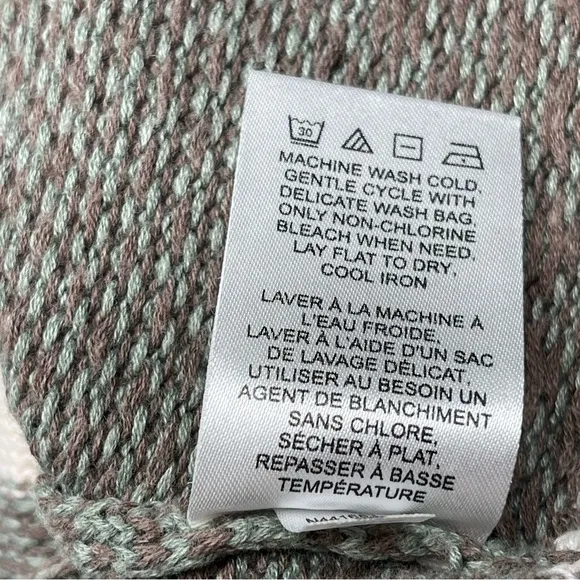 30
MACHINE WASH COLD,
GENTLE CYCLE WITH
DELICATE WASH BAG,
ONLY NON-CHLORINE
BLEACH WHEN NEED,
LAY FLAT TO DRY,
COOL IRON
LAVER À LA MACHINE À
L'EAU FROIDE,
LAVER À L'AIDE D'UN SAC
DE LAVAGE DÉLICAT,
UTILISER AU BESOIN UN
AGENT DE BLANCHIMENT
SANS CHLORE,
SÉCHER À PLAT,
REPASSER À BASSE
TEMPÉRATURE